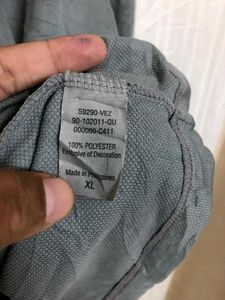 S9290-VEZ
90-102011-QU
000000-C411
100% POLYESTER
Exclusive of Decoration
Made in Philippines
XL